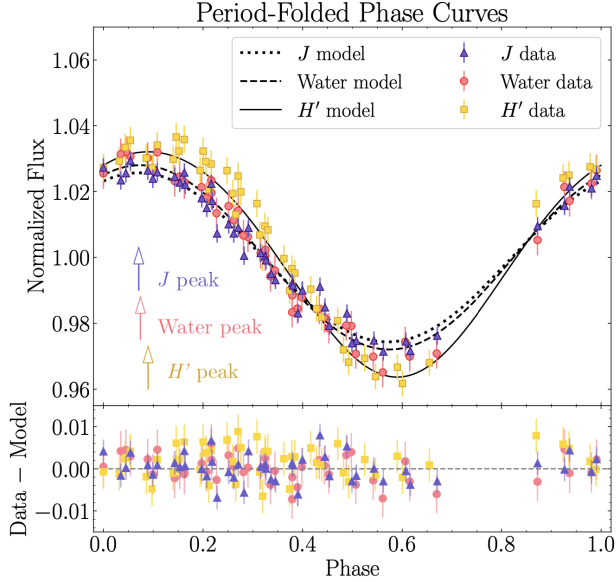 Period-Folded Phase Curves
Normalized Flux
1.06
1.04
1.02
1.00
0.98
0.96
J model
Water model
H′ model
J data
Water data
H′ data
J peak
Water peak
H' peak
Data − Model
0.01
0.00
−0.01
0.0 0.2 0.4 0.6 0.8 1.0
Phase